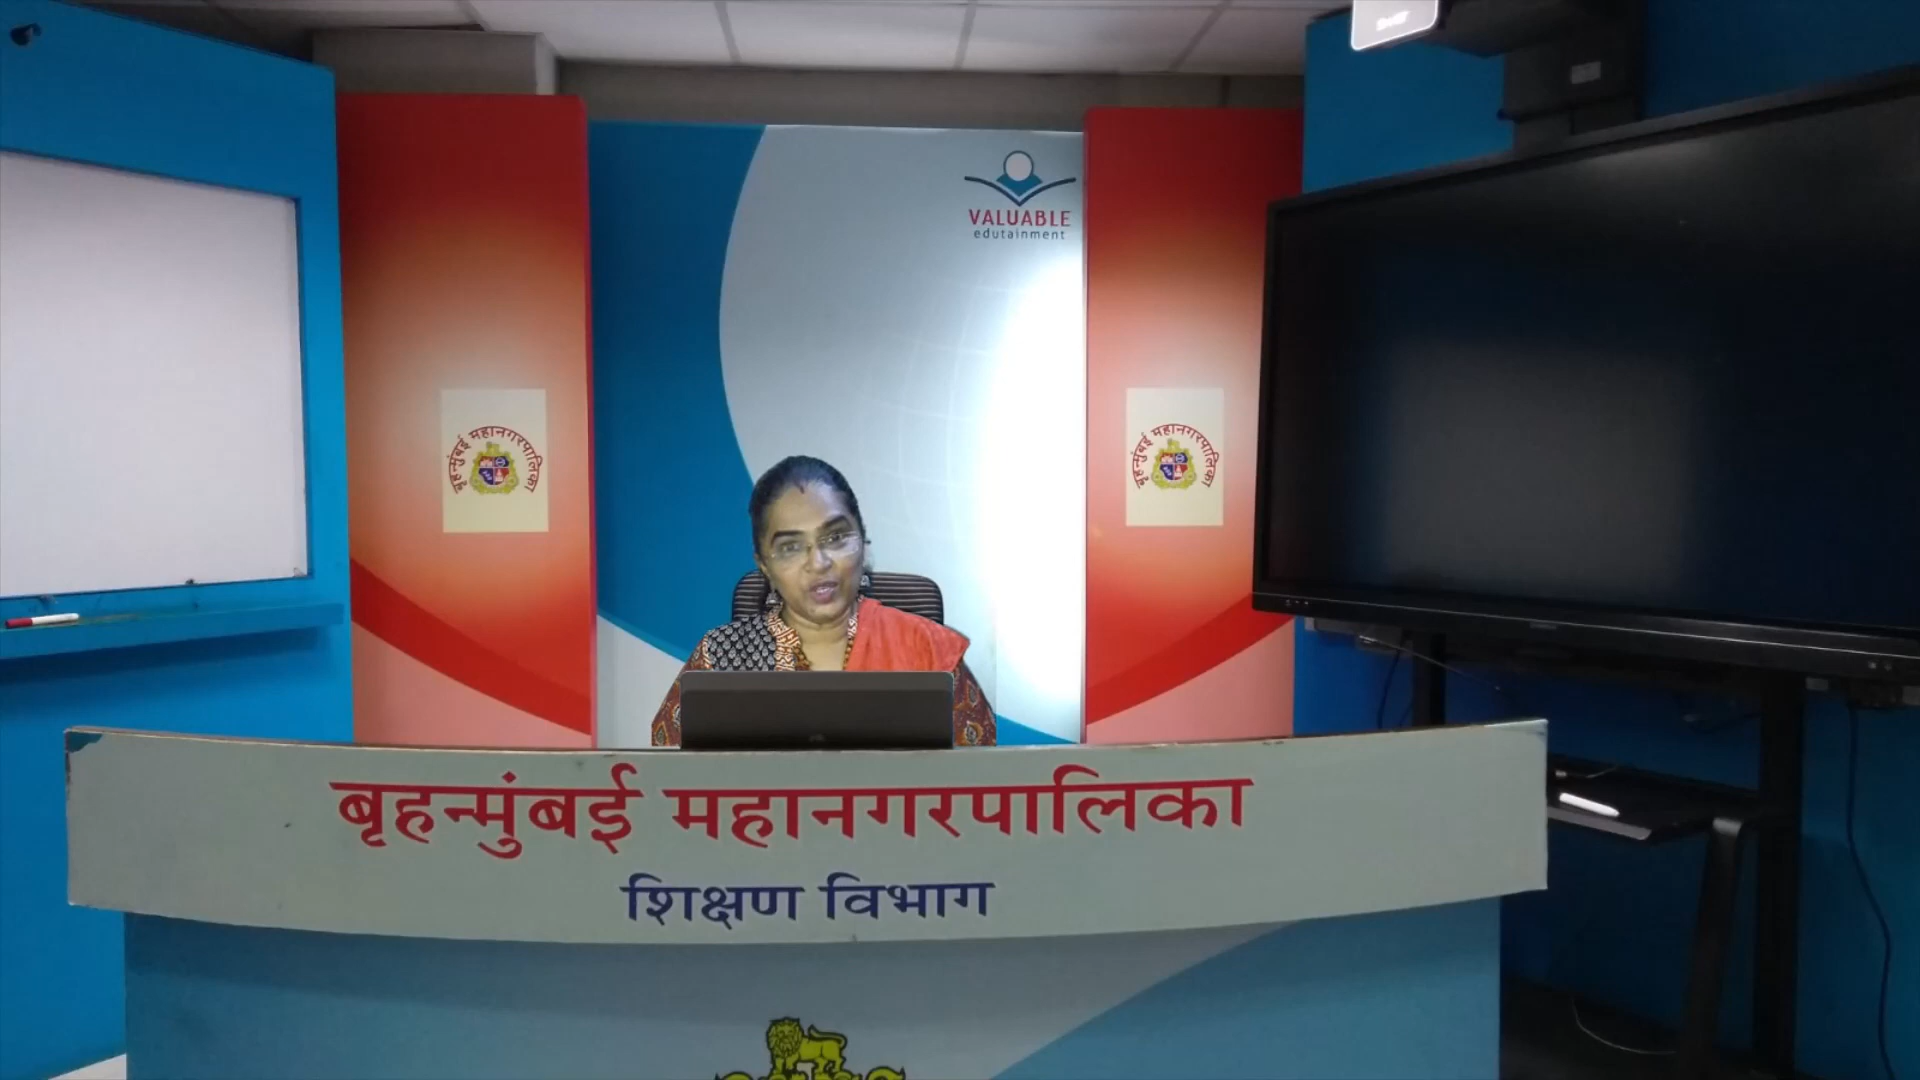 VALUABLE
edutainment
बृहन्मुंबई महानगरपालिका
बृहन्मुंबई महानगरपालिका
बृहन्मुंबई महानगरपालिका
शिक्षण विभाग